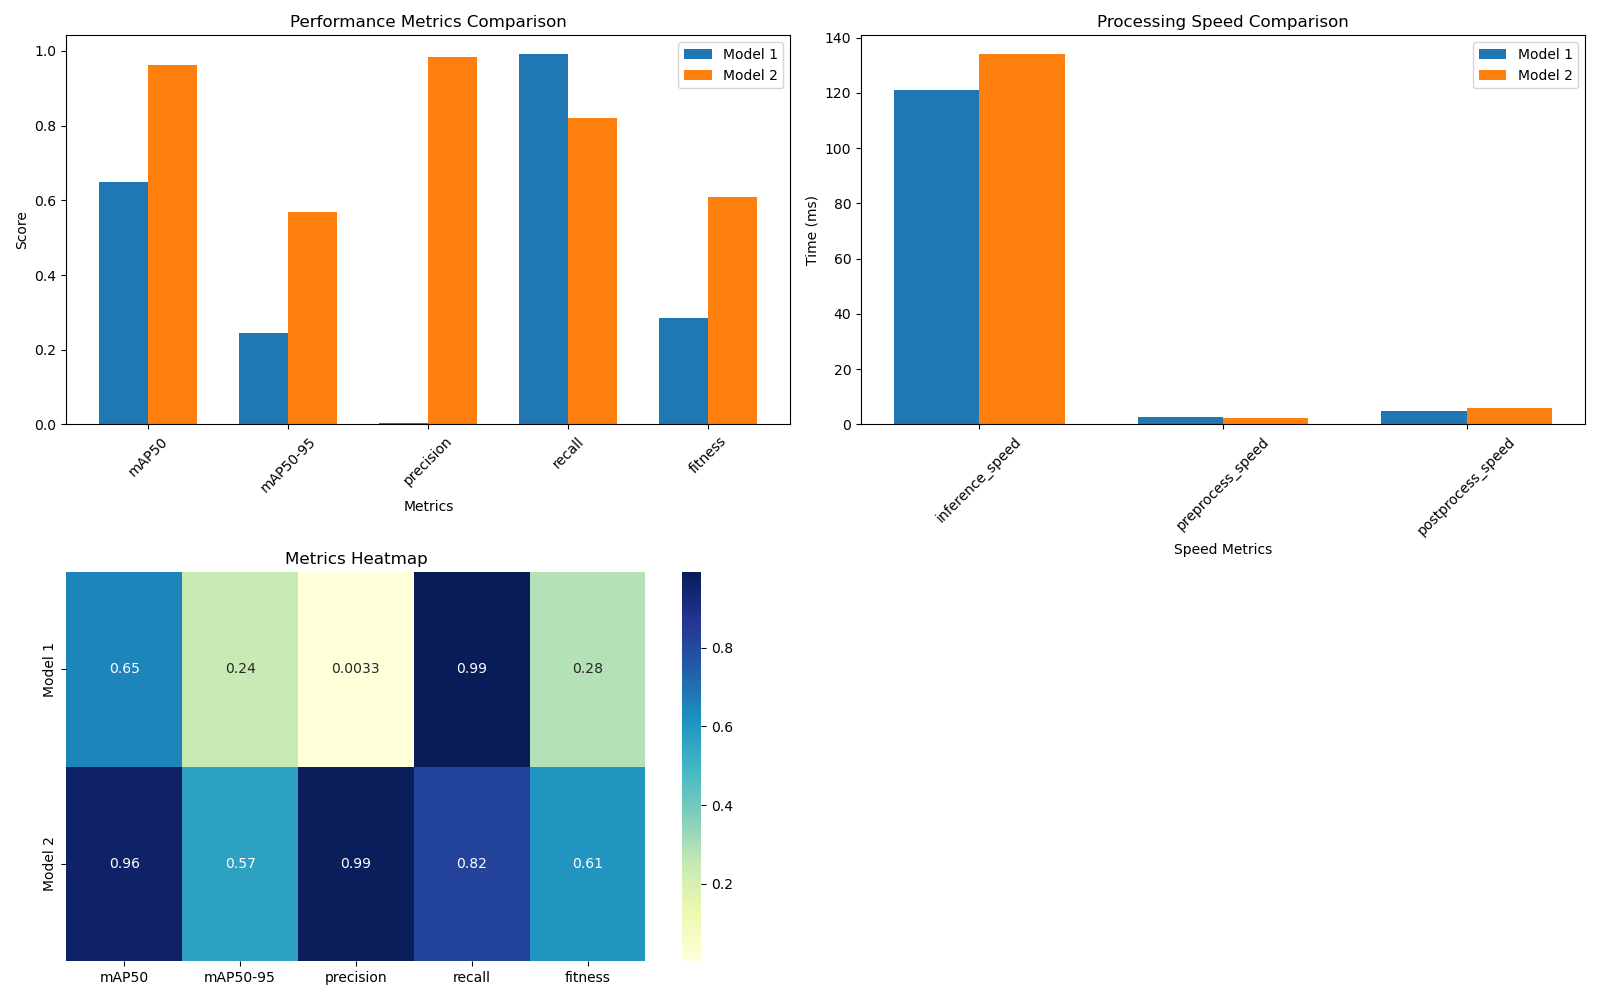 Performance Metrics Comparison
Score
1.0
0.8
0.6
0.4
0.2
0.0
Model 1
Model 2
mAP50
mAP50-95
precision
recall
fitness
Metrics
Processing Speed Comparison
Time (ms)
140
120
100
80
60
40
20
0
Model 1
Model 2
inference_speed
preprocess_speed
postprocess_speed
Speed Metrics
Metrics Heatmap
Model 1
0.65 0.24 0.0033 0.99 0.28
Model 2
0.96 0.57 0.99 0.82 0.61
mAP50 mAP50-95 precision recall fitness
0.8
0.6
0.4
0.2